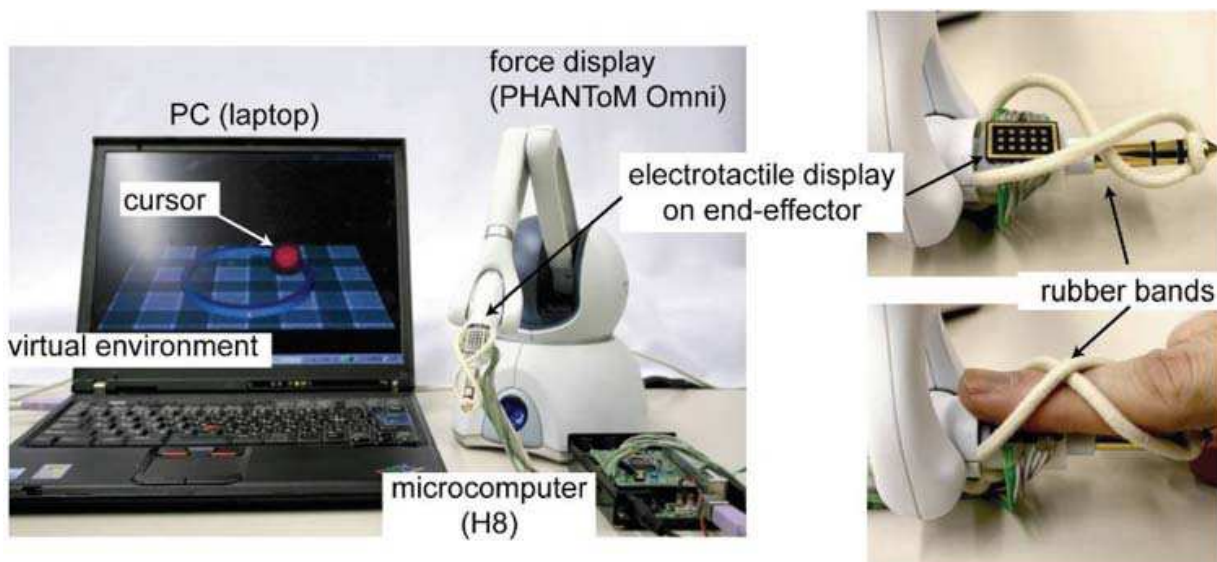 force display
(PHANToM Omni)
PC (laptop)
cursor
electrotactile display
on end-effector
rubber bands
virtual environment
microcomputer
(H8)